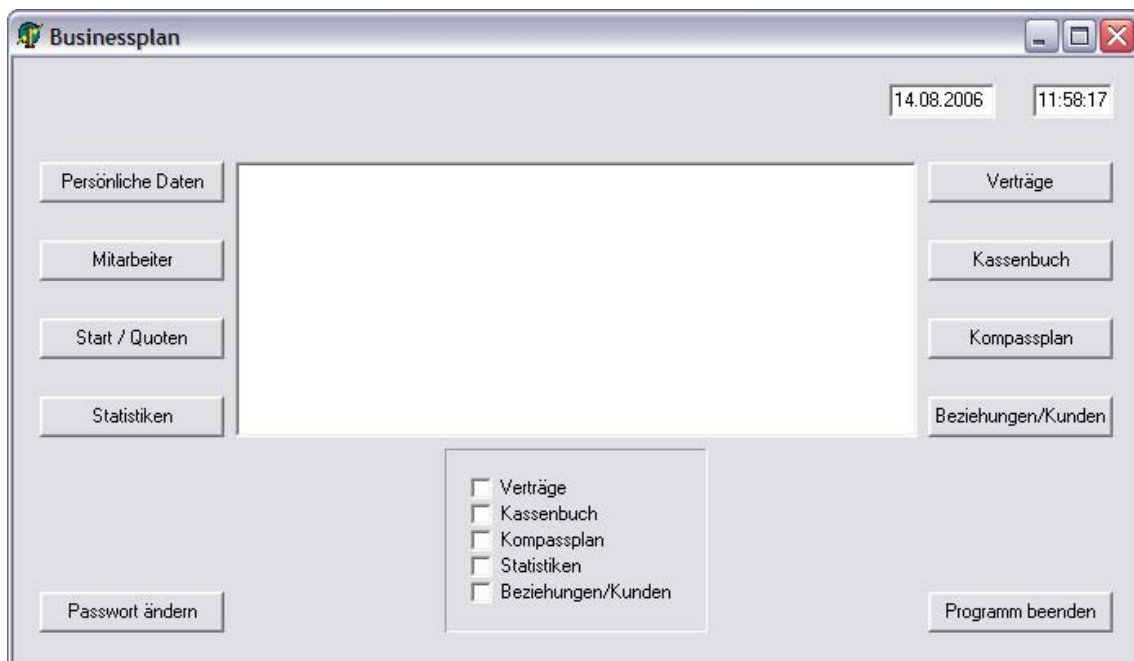 Businessplan
14.08.2006 11:58:17
Persönliche Daten
Verträge
Mitarbeiter
Kassenbuch
Start / Quoten
Kompassplan
Statistiken
Beziehungen/Kunden
Verträge
Kassenbuch
Kompassplan
Statistiken
Beziehungen/Kunden
Passwort ändern
Programm beenden